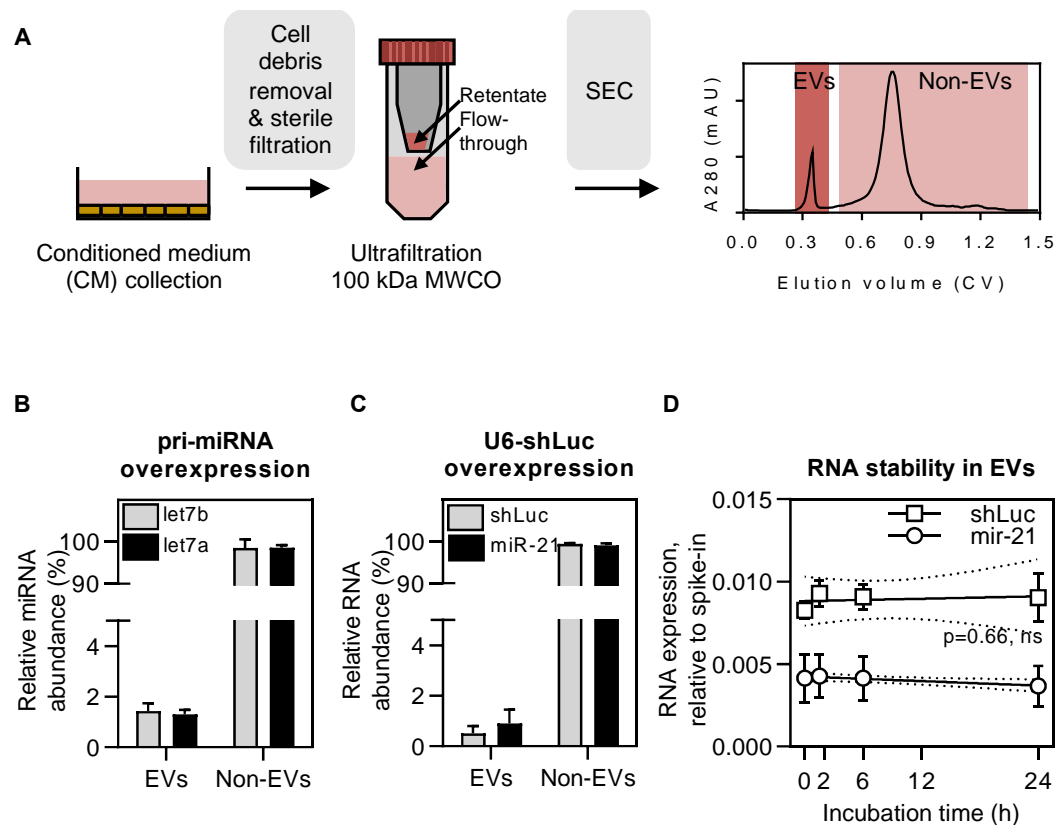 A
Cell
debris
removal
& sterile
filtration
Retentate
Flow-
through
SEC
Conditioned medium
(CM) collection
Ultrafiltration
100 kDa MWCO
EVs
Non-EVs
A280 (mAU)
0.0 0.3 0.6 0.9 1.2 1.5
Elution volume (CV)
B
pri-miRNA
overexpression
let7b
let7a
Relative miRNA
abundance (%)
100
90
4
2
0
EVs Non-EVs
C
U6-shLuc
overexpression
shLuc
miR-21
Relative RNA
abundance (%)
100
90
4
2
0
EVs Non-EVs
D
RNA stability in EVs
shLuc
mir-21
RNA expression,
relative to spike-in
0.015
0.010
0.005
0.000
p=0.66, ns
0 2 6 12 24
Incubation time (h)